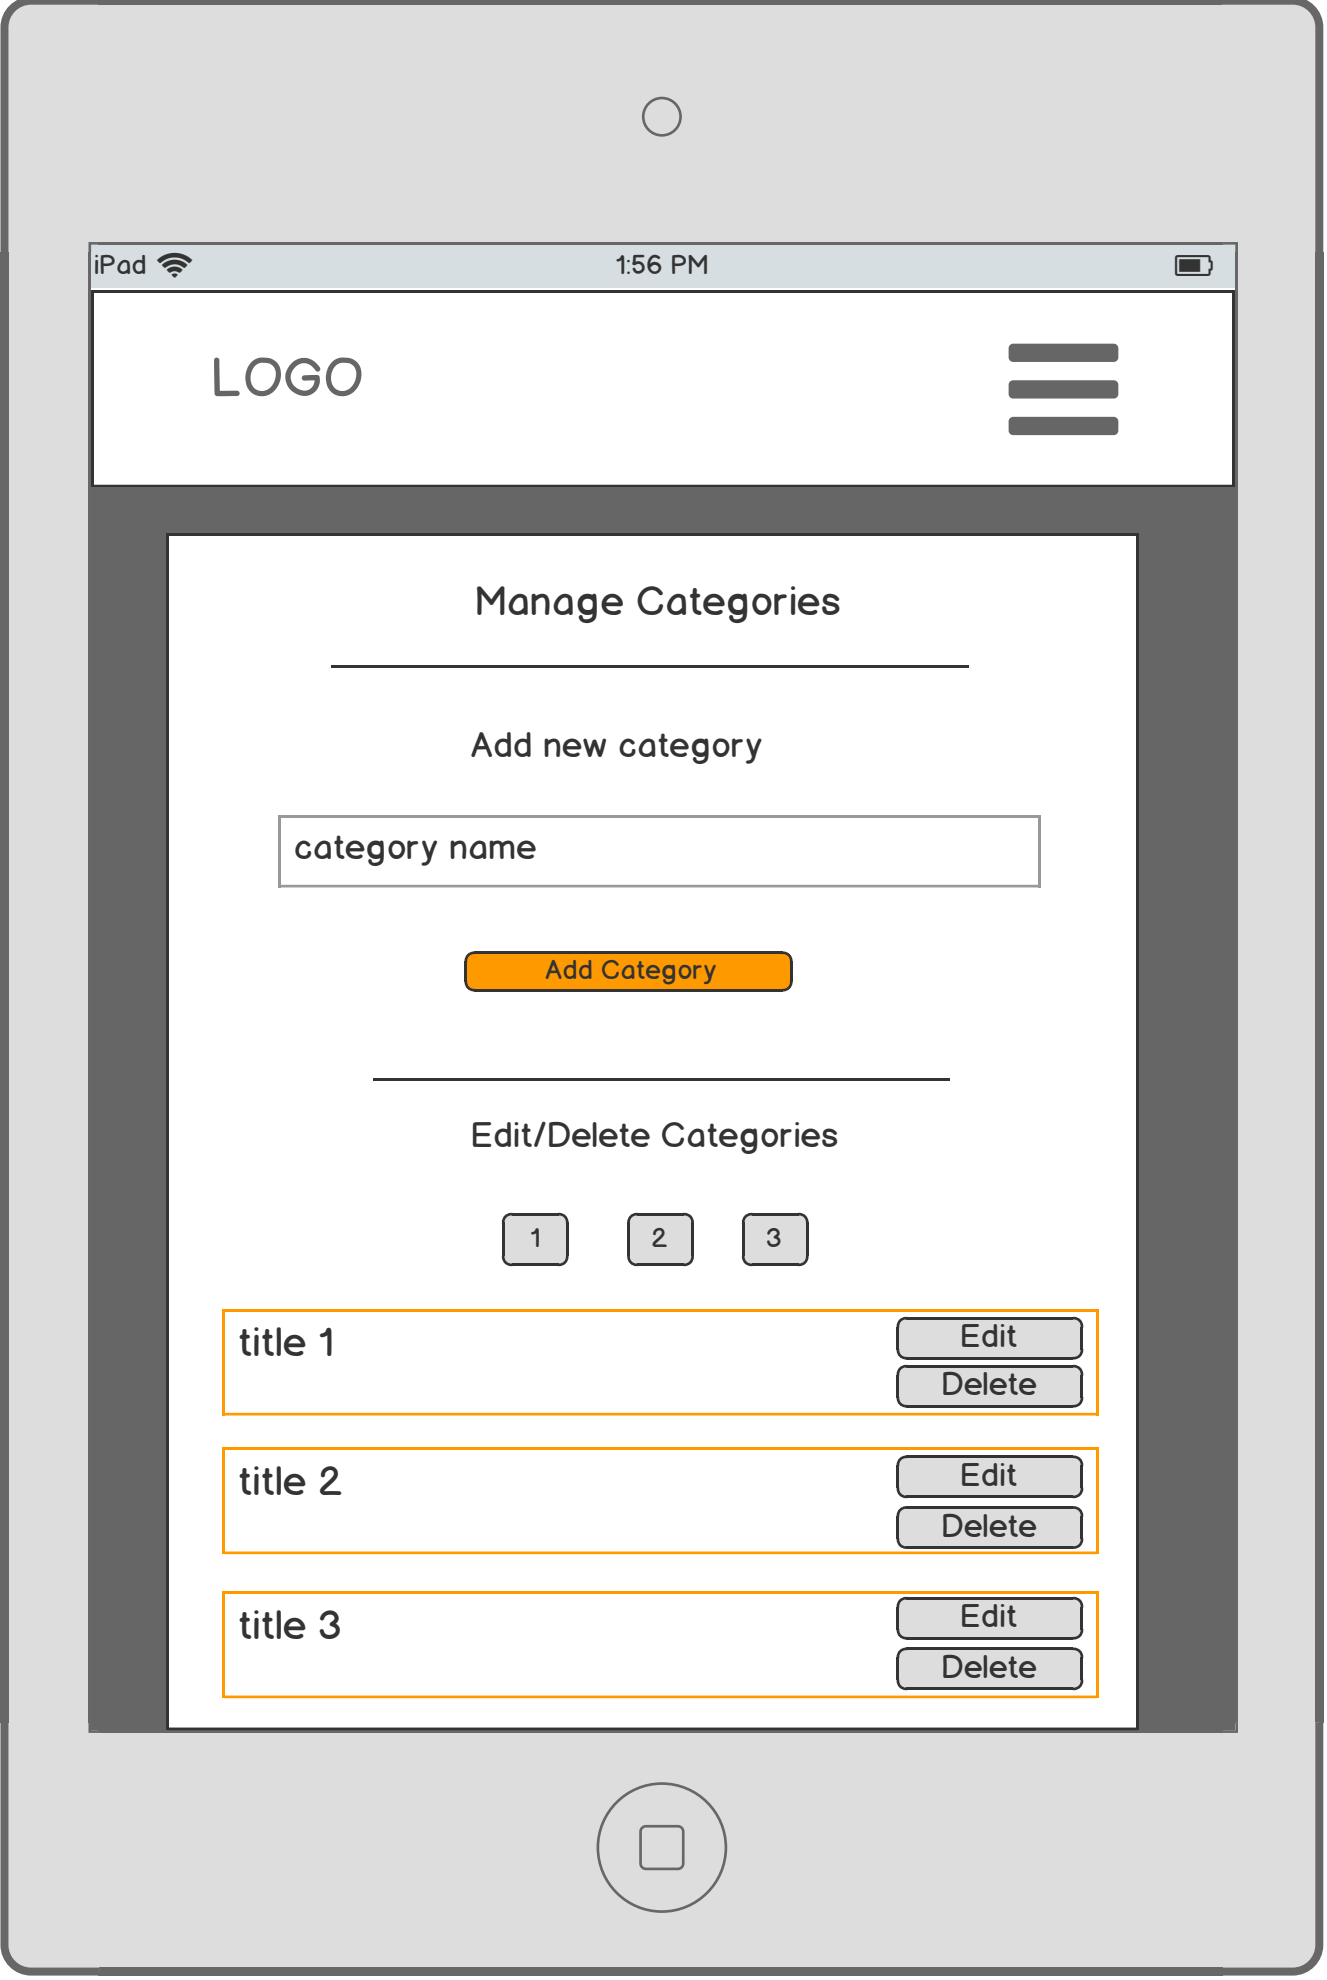 iPad 1:56 PM
LOGO
Manage Categories
Add new category
category name
Add Category
Edit/Delete Categories
1 2 3
title 1 Edit
Delete
title 2 Edit
Delete
title 3 Edit
Delete